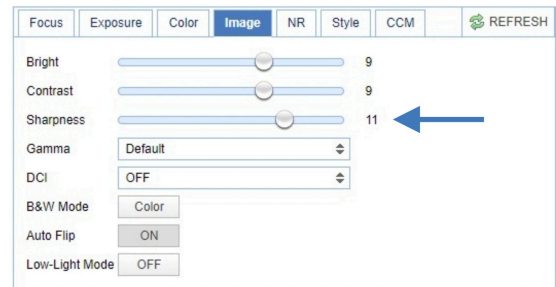 Focus Exposure Color Image NR Style CCM REFRESH
Bright 9
Contrast 9
Sharpness 11
Gamma Default
DCI OFF
B&W Mode Color
Auto Flip ON
Low-Light Mode OFF